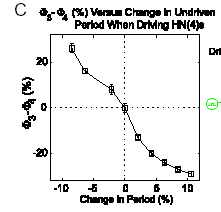 C
Φ₃-Φ₄ (%) Versus Change in Undriven
Period When Driving HN(4)s
Φ₃-Φ₄ (%)
20
0
-20
-10 -5 0 5 10
Change in Period (%)
Dri